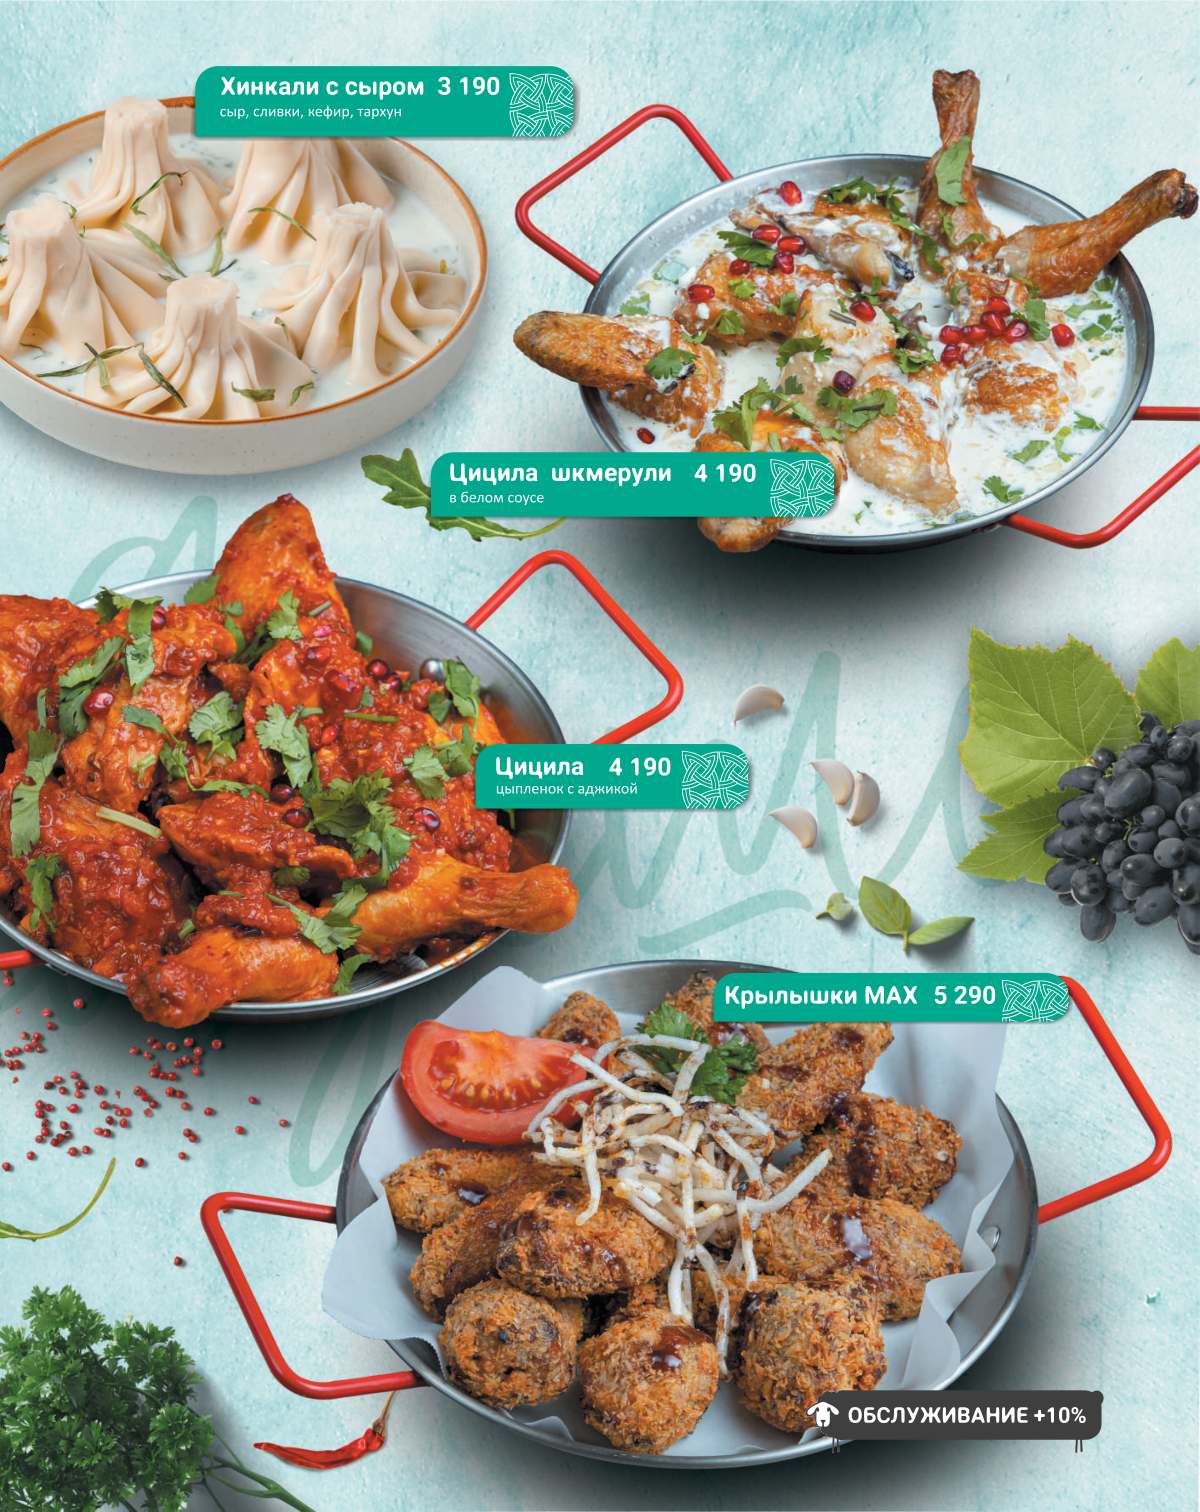 Хинкали с сыром 3 190
сыр, сливки, кефир, тархун
Цицила шкмерули 4 190
в белом соусе
Цицила 4 190
цыпленок с аджикой
Крылышки MAX 5 290
ОБСЛУЖИВАНИЕ +10%